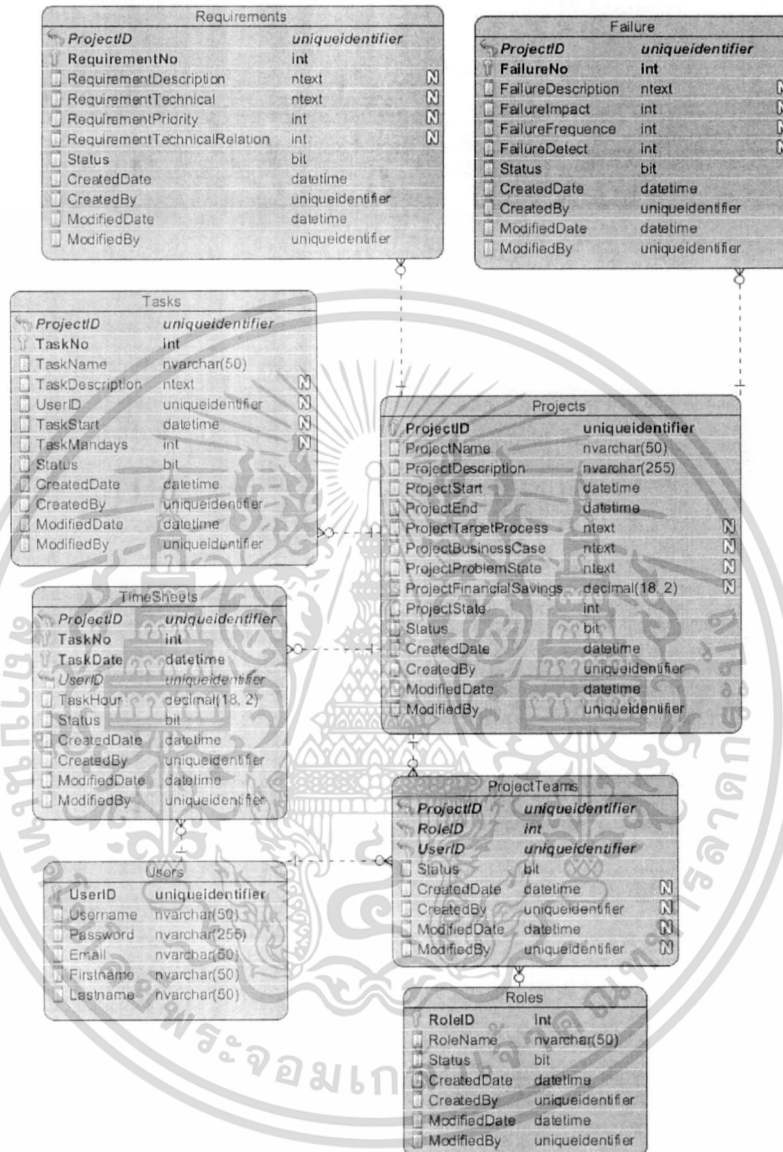 Requirements
ProjectID uniqueidentifier
RequirementNo int
RequirementDescription ntext N
RequirementTechnical ntext N
RequirementPriority int N
RequirementTechnicalRelation int N
Status bit
CreatedDate datetime
CreatedBy uniqueidentifier
ModifiedDate datetime
ModifiedBy uniqueidentifier
Failure
ProjectID uniqueidentifier
FailureNo int
FailureDescription ntext N
FailureImpact int N
FailureFrequence int N
FailureDetect int N
Status bit
CreatedDate datetime
CreatedBy uniqueidentifier
ModifiedDate datetime
ModifiedBy uniqueidentifier
Tasks
ProjectID uniqueidentifier
TaskNo int
TaskName nvarchar(50)
TaskDescription ntext N
UserID uniqueidentifier N
TaskStart datetime N
TaskMandays int N
Status bit
CreatedDate datetime
CreatedBy uniqueidentifier
ModifiedDate datetime
ModifiedBy uniqueidentifier
Projects
ProjectID uniqueidentifier
ProjectName nvarchar(50)
ProjectDescription nvarchar(255)
ProjectStart datetime
ProjectEnd datetime
ProjectTargetProcess ntext N
ProjectBusinessCase ntext N
ProjectProblemState ntext N
ProjectFinancialSavings decimal(18, 2) N
ProjectState int
Status bit
CreatedDate datetime
CreatedBy uniqueidentifier
ModifiedDate datetime
ModifiedBy uniqueidentifier
TimeSheets
ProjectID uniqueidentifier
TaskNo int
TaskDate datetime
UserID uniqueidentifier
TaskHour decimal(18, 2)
Status bit
CreatedDate datetime
CreatedBy uniqueidentifier
ModifiedDate datetime
ModifiedBy uniqueidentifier
ProjectTeams
ProjectID uniqueidentifier
RoleID int
UserID uniqueidentifier
Status bit
CreatedDate datetime N
CreatedBy uniqueidentifier N
ModifiedDate datetime N
ModifiedBy uniqueidentifier N
Users
UserID uniqueidentifier
Username nvarchar(50)
Password nvarchar(255)
Email nvarchar(50)
Firstname nvarchar(50)
Lastname nvarchar(50)
Roles
RoleID int
RoleName nvarchar(50)
Status bit
CreatedDate datetime
CreatedBy uniqueidentifier
ModifiedDate datetime
ModifiedBy uniqueidentifier